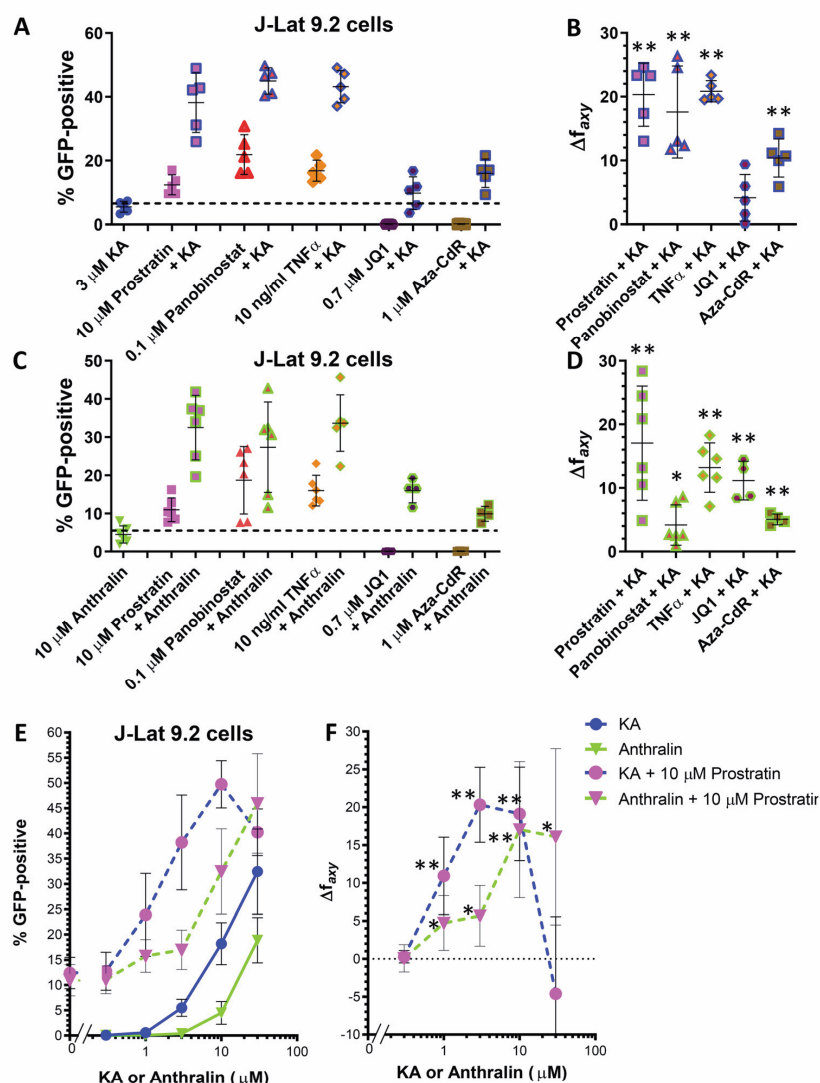 A
J-Lat 9.2 cells
% GFP-positive
60
40
20
0
3 μM KA
10 μM Prostratin
+ KA
0.1 μM Panobinostat
+ KA
10 ng/ml TNFα
+ KA
0.7 μM JQ1
+ KA
1 μM Aza-CdR
+ KA
B
Δfaxy
30
20
10
0
** ** ** **
Prostratin + KA
Panobinostat + KA
TNFα + KA
JQ1 + KA
Aza-CdR + KA
C
J-Lat 9.2 cells
% GFP-positive
50
40
30
20
10
0
10 μM Anthralin
10 μM Prostratin
+ Anthralin
0.1 μM Panobinostat
+ Anthralin
10 ng/ml TNFα
+ Anthralin
0.7 μM JQ1
+ Anthralin
1 μM Aza-CdR
+ Anthralin
D
Δfaxy
30
20
10
0
** * ** ** **
Prostratin + KA
Panobinostat + KA
TNFα + KA
JQ1 + KA
Aza-CdR + KA
E
J-Lat 9.2 cells
% GFP-positive
60
55
50
45
40
35
30
25
20
15
10
5
0
0 1 10 100
KA or Anthralin ( μM)
F
Δfaxy
30
25
20
15
10
5
0
-5
-10
** ** ** * * ** *
0 1 10 100
KA or Anthralin ( μM)
KA
Anthralin
KA + 10 μM Prostratin
Anthralin + 10 μM Prostratin